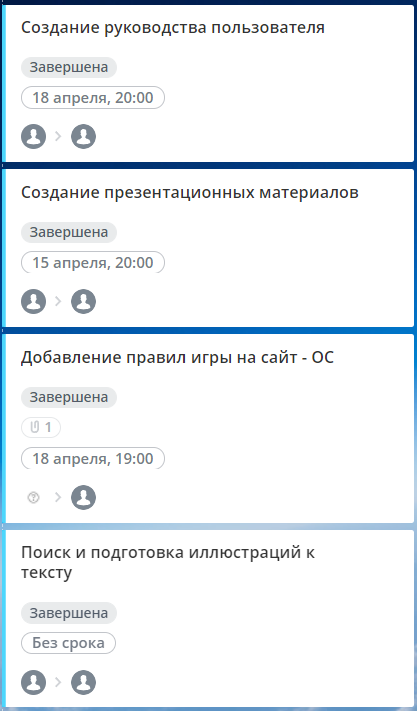 Создание руководства пользователя
Завершена
18 апреля, 20:00
Создание презентационных материалов
Завершена
15 апреля, 20:00
Добавление правил игры на сайт - ОС
Завершена
1
18 апреля, 19:00
Поиск и подготовка иллюстраций к
тексту
Завершена
Без срока